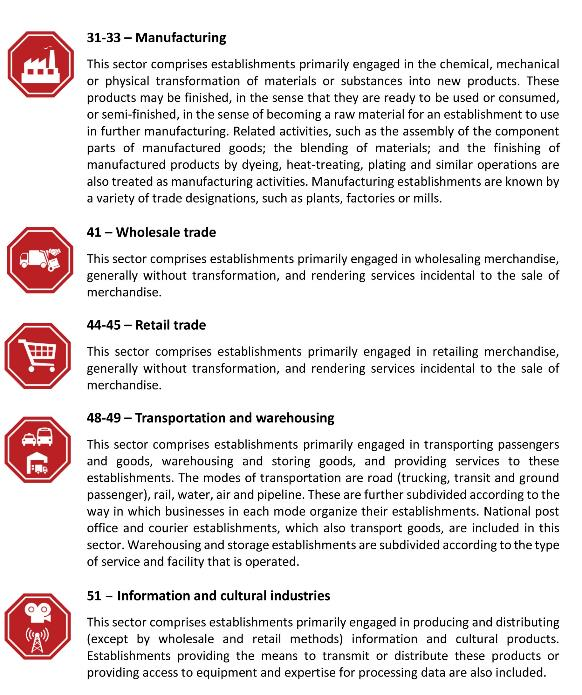 31-33 – Manufacturing
This sector comprises establishments primarily engaged in the chemical, mechanical
or physical transformation of materials or substances into new products. These
products may be finished, in the sense that they are ready to be used or consumed,
or semi-finished, in the sense of becoming a raw material for an establishment to use
in further manufacturing. Related activities, such as the assembly of the component
parts of manufactured goods; the blending of materials; and the finishing of
manufactured products by dyeing, heat-treating, plating and similar operations are
also treated as manufacturing activities. Manufacturing establishments are known by
a variety of trade designations, such as plants, factories or mills.
41 – Wholesale trade
This sector comprises establishments primarily engaged in wholesaling merchandise,
generally without transformation, and rendering services incidental to the sale of
merchandise.
44-45 – Retail trade
This sector comprises establishments primarily engaged in retailing merchandise,
generally without transformation, and rendering services incidental to the sale of
merchandise.
48-49 – Transportation and warehousing
This sector comprises establishments primarily engaged in transporting passengers
and goods, warehousing and storing goods, and providing services to these
establishments. The modes of transportation are road (trucking, transit and ground
passenger), rail, water, air and pipeline. These are further subdivided according to the
way in which businesses in each mode organize their establishments. National post
office and courier establishments, which also transport goods, are included in this
sector. Warehousing and storage establishments are subdivided according to the type
of service and facility that is operated.
51 – Information and cultural industries
This sector comprises establishments primarily engaged in producing and distributing
(except by wholesale and retail methods) information and cultural products.
Establishments providing the means to transmit or distribute these products or
providing access to equipment and expertise for processing data are also included.